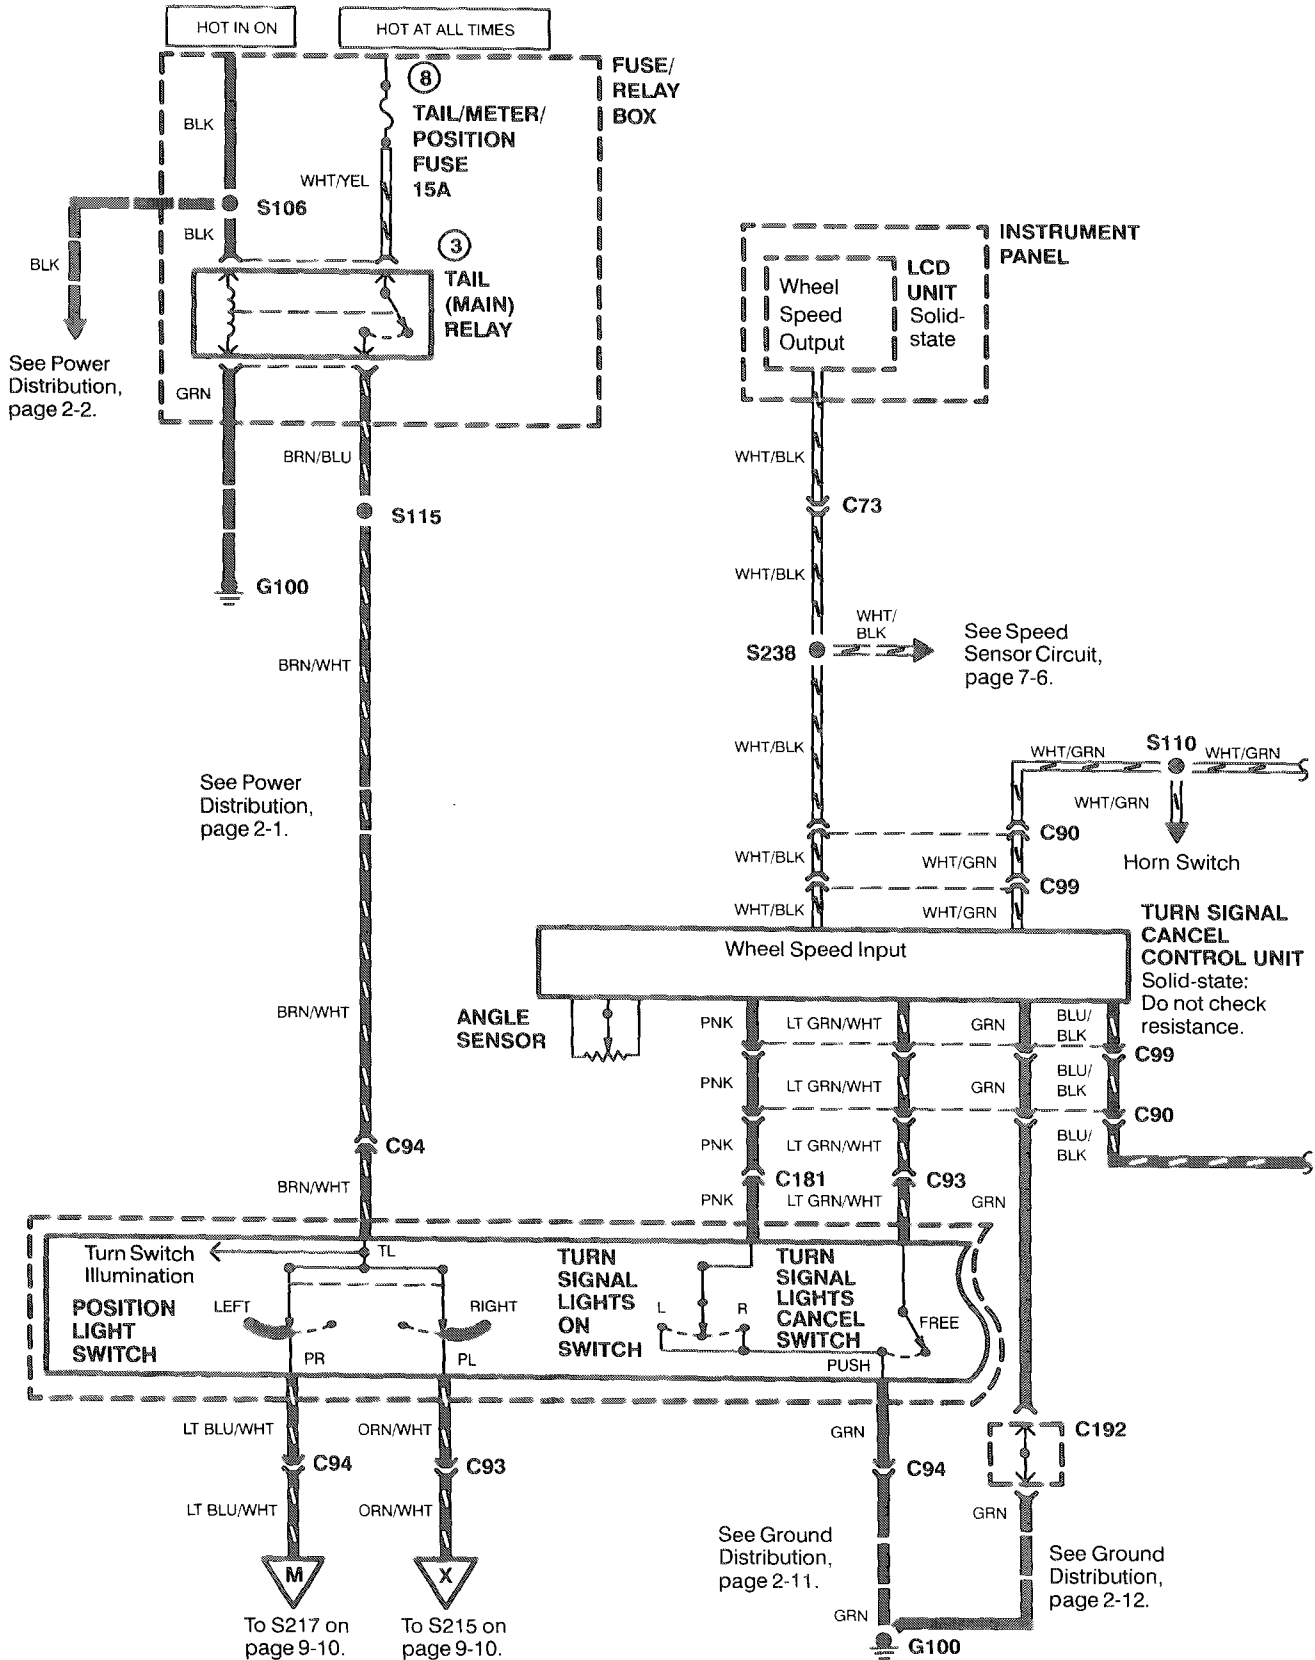 HOT IN ON
HOT AT ALL TIMES
FUSE/
RELAY
BOX
8
TAIL/METER/
POSITION
FUSE
15A
BLK
WHT/YEL
S106
BLK
BLK
3
TAIL
(MAIN)
RELAY
See Power
Distribution,
page 2-2.
GRN
BRN/BLU
S115
G100
BRN/WHT
See Power
Distribution,
page 2-1.
BRN/WHT
C94
BRN/WHT
INSTRUMENT
PANEL
LCD
UNIT
Solid-
state
Wheel
Speed
Output
WHT/BLK
C73
WHT/BLK
WHT/
BLK
S238
See Speed
Sensor Circuit,
page 7-6.
WHT/BLK
WHT/GRN
S110
WHT/GRN
WHT/GRN
C90
Horn Switch
WHT/BLK
WHT/GRN
C99
WHT/BLK
WHT/GRN
TURN SIGNAL
CANCEL
CONTROL UNIT
Solid-state:
Do not check
resistance.
Wheel Speed Input
ANGLE
SENSOR
PNK
LT GRN/WHT
GRN
BLU/
BLK
C99
PNK
LT GRN/WHT
GRN
BLU/
BLK
C90
PNK
LT GRN/WHT
BLU/
BLK
C181
C93
PNK
LT GRN/WHT
GRN
Turn Switch
Illumination
TL
POSITION
LIGHT
SWITCH
LEFT
RIGHT
PR
PL
TURN
SIGNAL
LIGHTS
ON
SWITCH
L
R
TURN
SIGNAL
LIGHTS
CANCEL
SWITCH
FREE
PUSH
LT BLU/WHT
ORN/WHT
GRN
C94
C93
C94
C192
LT BLU/WHT
ORN/WHT
GRN
M
X
To S217 on
page 9-10.
To S215 on
page 9-10.
See Ground
Distribution,
page 2-11.
See Ground
Distribution,
page 2-12.
GRN
G100